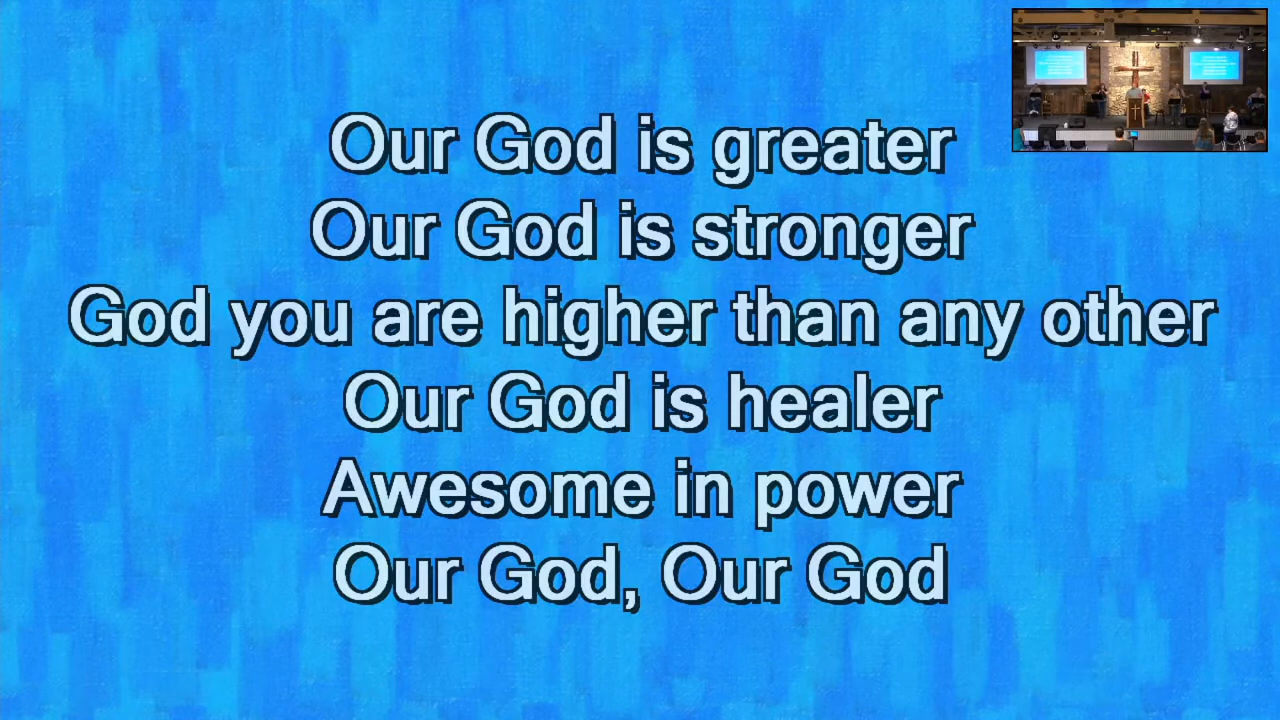 Our God is greater
Our God is stronger
God you are higher than any other
Our God is healer
Awesome in power
Our God, Our God